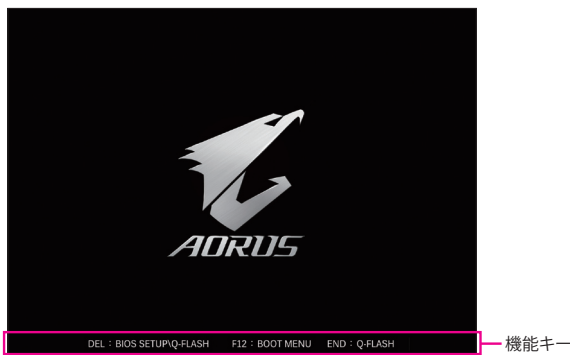 AORUS
DEL : BIOS SETUP\Q-FLASH F12 : BOOT MENU END : Q-FLASH
機能キー